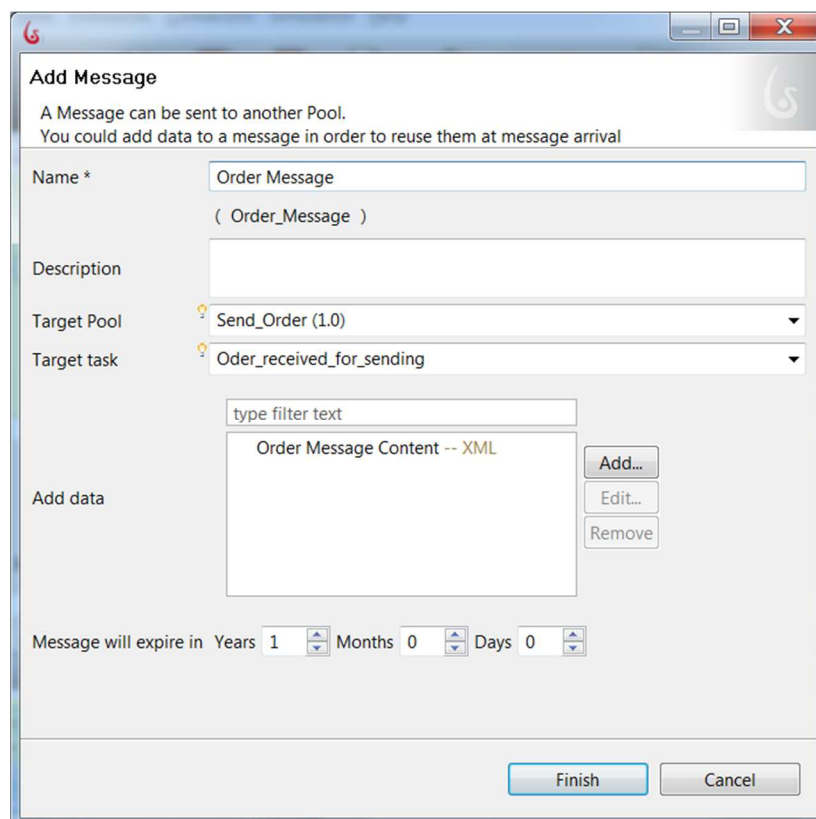 Add Message
A Message can be sent to another Pool.
You could add data to a message in order to reuse them at message arrival
Name *
Order Message
( Order_Message )
Description
Target Pool
Send_Order (1.0)
Target task
Oder_received_for_sending
type filter text
Order Message Content -- XML
Add data
Add...
Edit...
Remove
Message will expire in Years 1 Months 0 Days 0
Finish Cancel